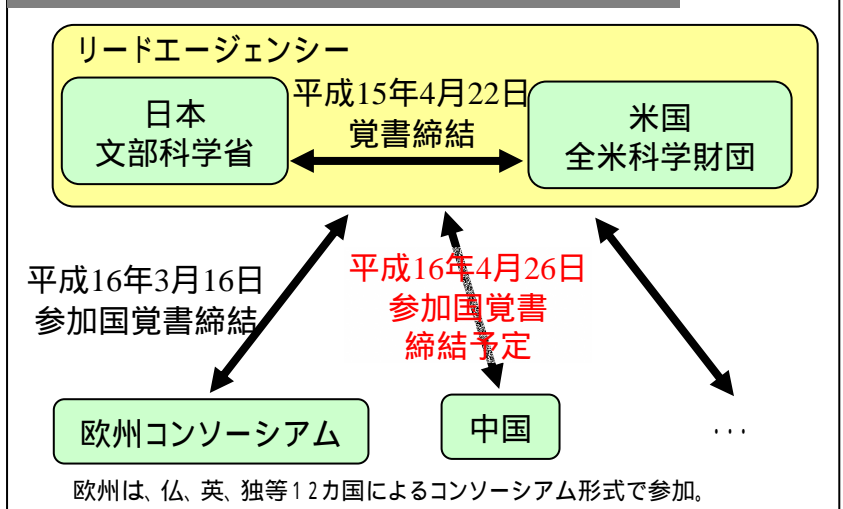 リードエージェンシー
日本
文部科学省
平成15年4月22日
覚書締結
米国
全米科学財団
平成16年3月16日
参加国覚書締結
平成16年4月26日
参加国覚書
締結予定
欧州コンソーシアム
中国
...
欧州は、仏、英、独等12カ国によるコンソーシアム形式で参加。